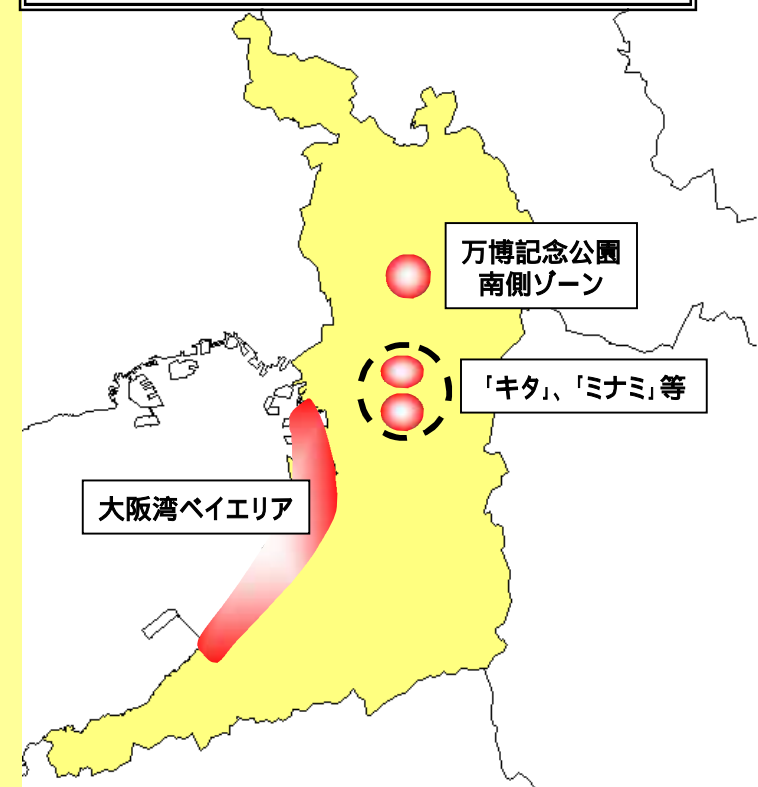 万博記念公園
南側ゾーン
「キタ」、「ミナミ」等
大阪湾ベイエリア